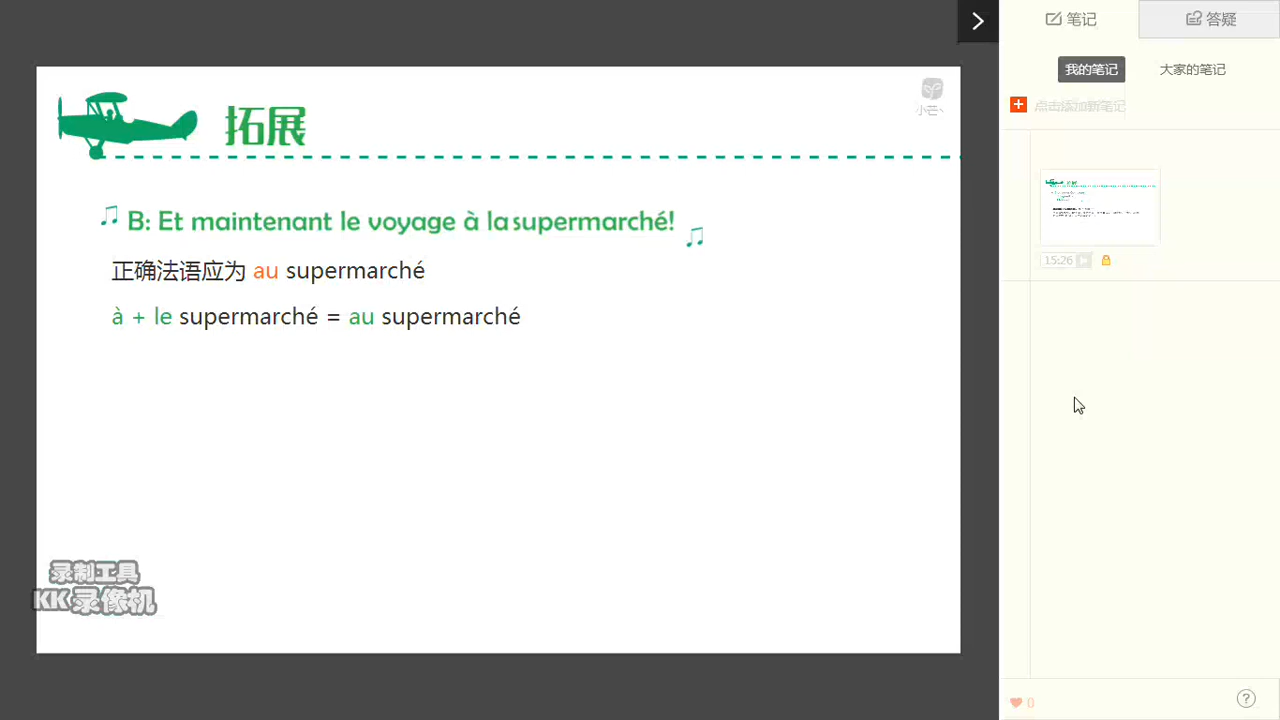 拓展
小芒
B: Et maintenant le voyage à la supermarché!
正确法语应为 au supermarché
à + le supermarché = au supermarché
录制工具
KK录像机
笔记
答疑
我的笔记
大家的笔记
点击添加新笔记
15:26
0
?